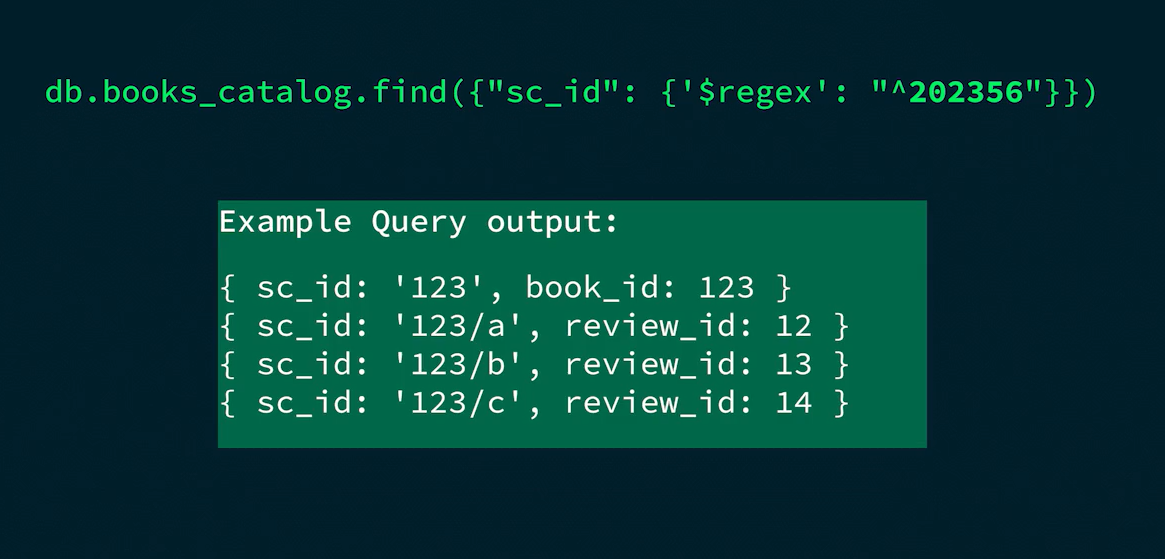 db.books_catalog.find({"sc_id": {'$regex': "^202356"}})
Example Query output:
{ sc_id: '123', book_id: 123 }
{ sc_id: '123/a', review_id: 12 }
{ sc_id: '123/b', review_id: 13 }
{ sc_id: '123/c', review_id: 14 }